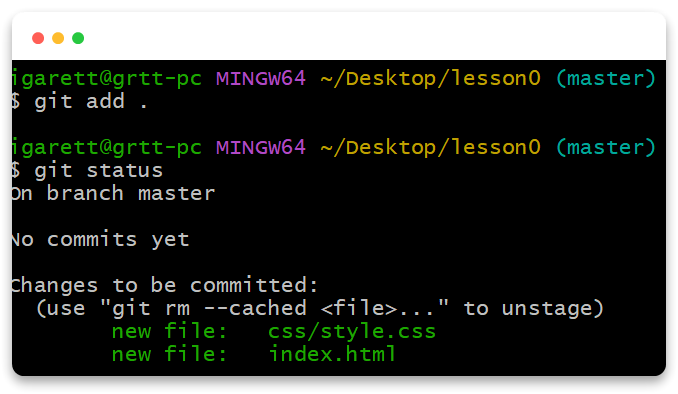 igarett@grtt-pc MINGW64 ~/Desktop/lesson0 (master)
$ git add .
igarett@grtt-pc MINGW64 ~/Desktop/lesson0 (master)
$ git status
On branch master
No commits yet
Changes to be committed:
(use "git rm --cached <file>..." to unstage)
new file: css/style.css
new file: index.html